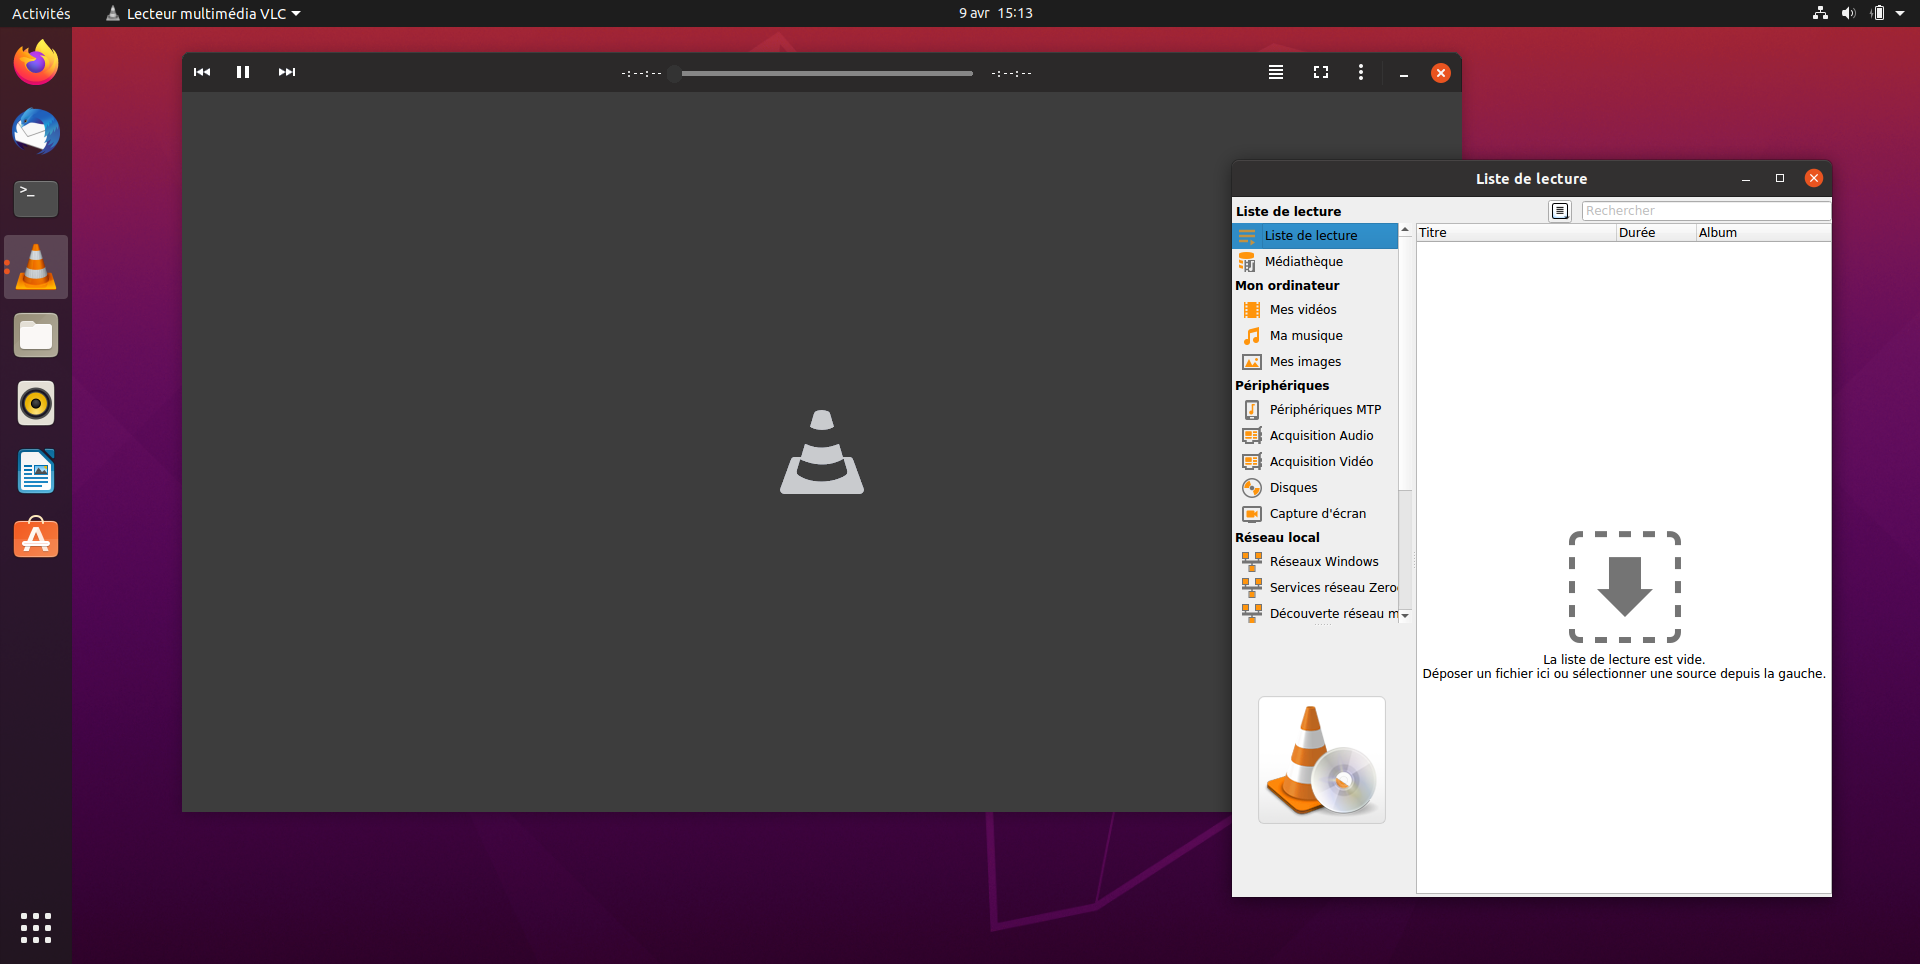 Activités
Lecteur multimédia VLC
9 avr 15:13
-:--:--
-:--:--
Liste de lecture
Liste de lecture
Rechercher
Liste de lecture
Médiathèque
Mon ordinateur
Mes vidéos
Ma musique
Mes images
Périphériques
Périphériques MTP
Acquisition Audio
Acquisition Vidéo
Disques
Capture d'écran
Réseau local
Réseaux Windows
Services réseau Zero
Découverte réseau m
Titre
Durée
Album
La liste de lecture est vide.
Déposer un fichier ici ou sélectionner une source depuis la gauche.